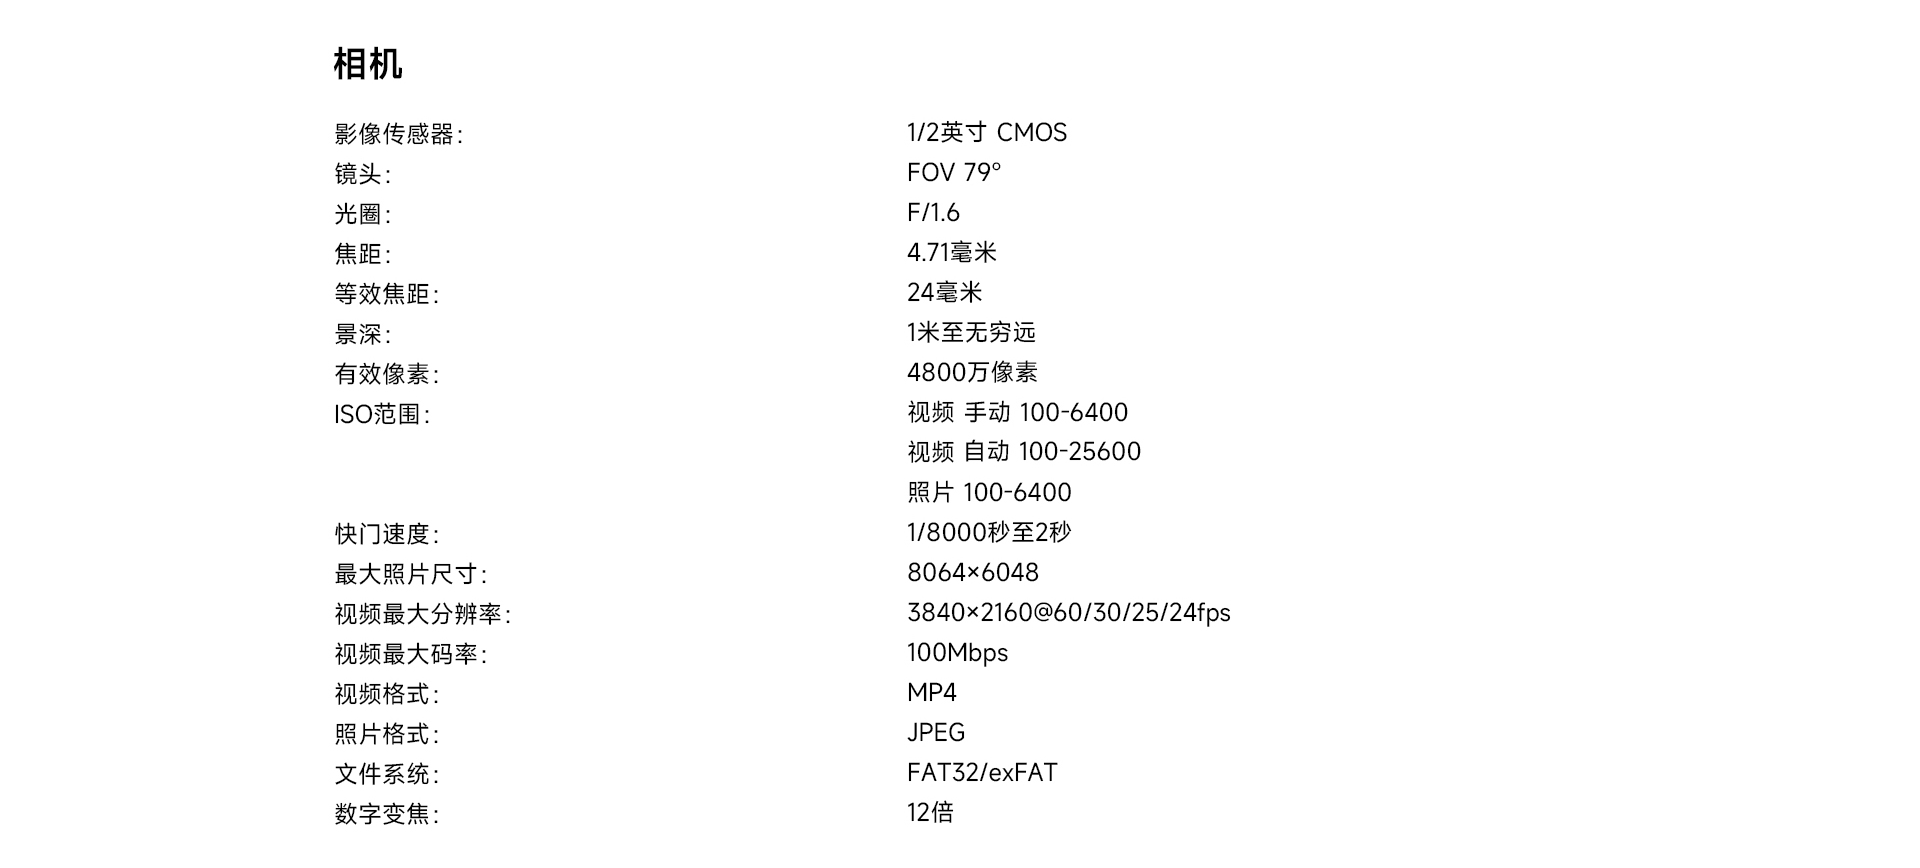 相机
影像传感器: 1/2英寸 CMOS
镜头: FOV 79°
光圈: F/1.6
焦距: 4.71毫米
等效焦距: 24毫米
景深: 1米至无穷远
有效像素: 4800万像素
ISO范围: 视频 手动 100-6400
视频 自动 100-25600
照片 100-6400
快门速度: 1/8000秒至2秒
最大照片尺寸: 8064×6048
视频最大分辨率: 3840×2160@60/30/25/24fps
视频最大码率: 100Mbps
视频格式: MP4
照片格式: JPEG
文件系统: FAT32/exFAT
数字变焦: 12倍